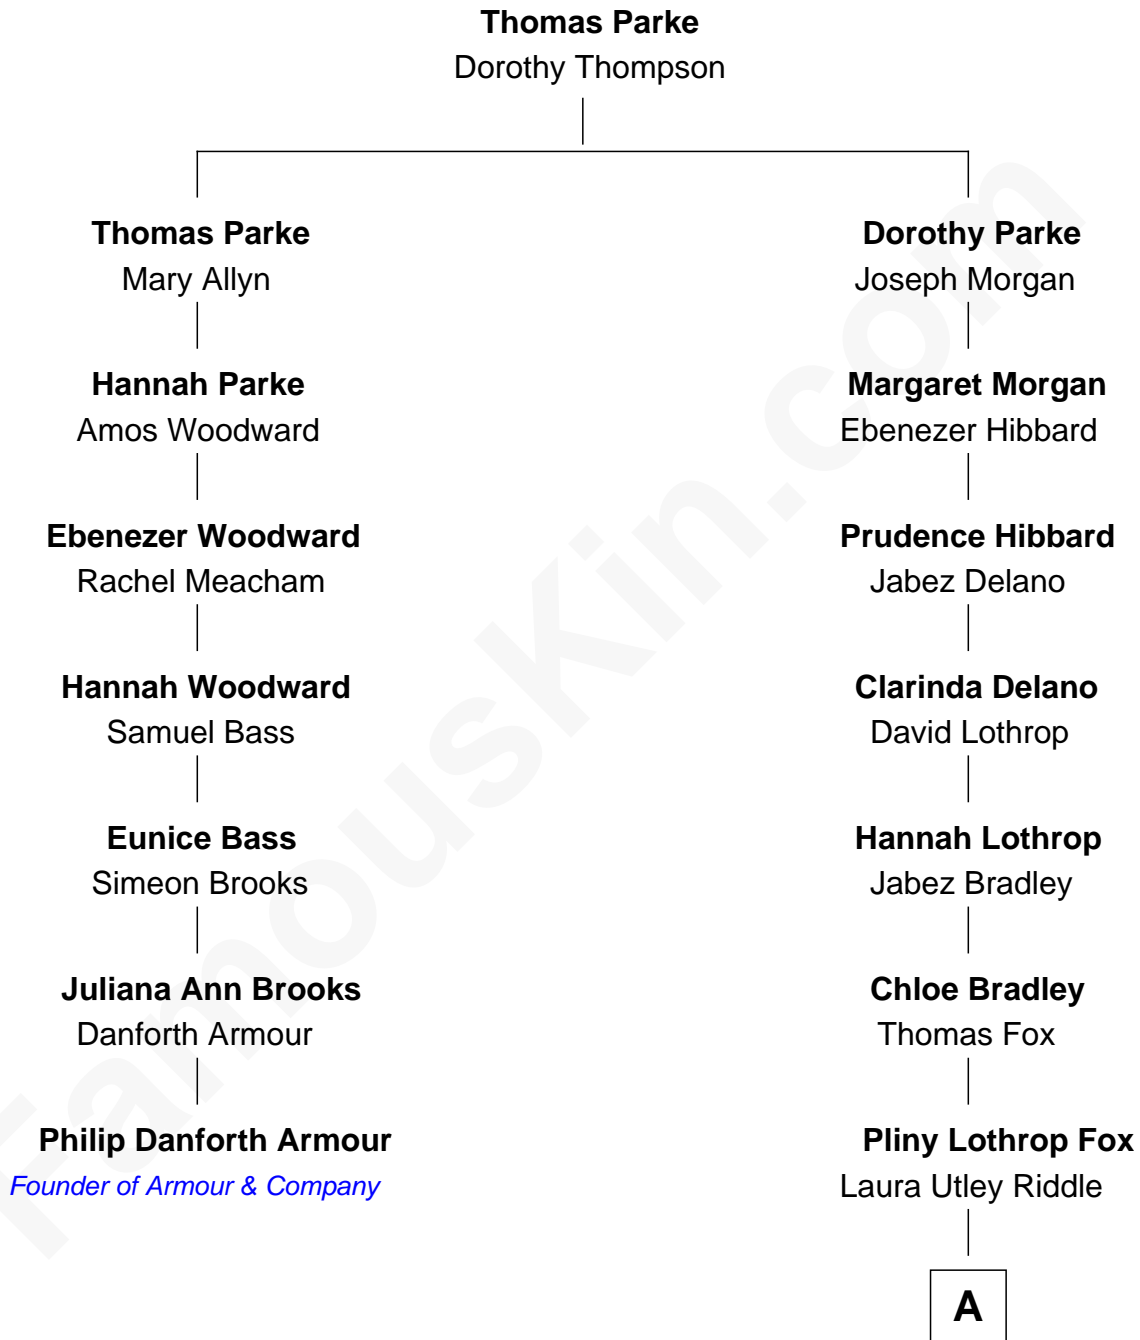 Thomas Parke
Dorothy Thompson
Thomas Parke
Mary Allyn
Dorothy Parke
Joseph Morgan
Hannah Parke
Amos Woodward
Margaret Morgan
Ebenezer Hibbard
Ebenezer Woodward
Rachel Meacham
Prudence Hibbard
Jabez Delano
Hannah Woodward
Samuel Bass
Clarinda Delano
David Lothrop
Eunice Bass
Simeon Brooks
Hannah Lothrop
Jabez Bradley
Juliana Ann Brooks
Danforth Armour
Chloe Bradley
Thomas Fox
Philip Danforth Armour
Founder of Armour & Company
Pliny Lothrop Fox
Laura Utley Riddle
A
FamousKin.com